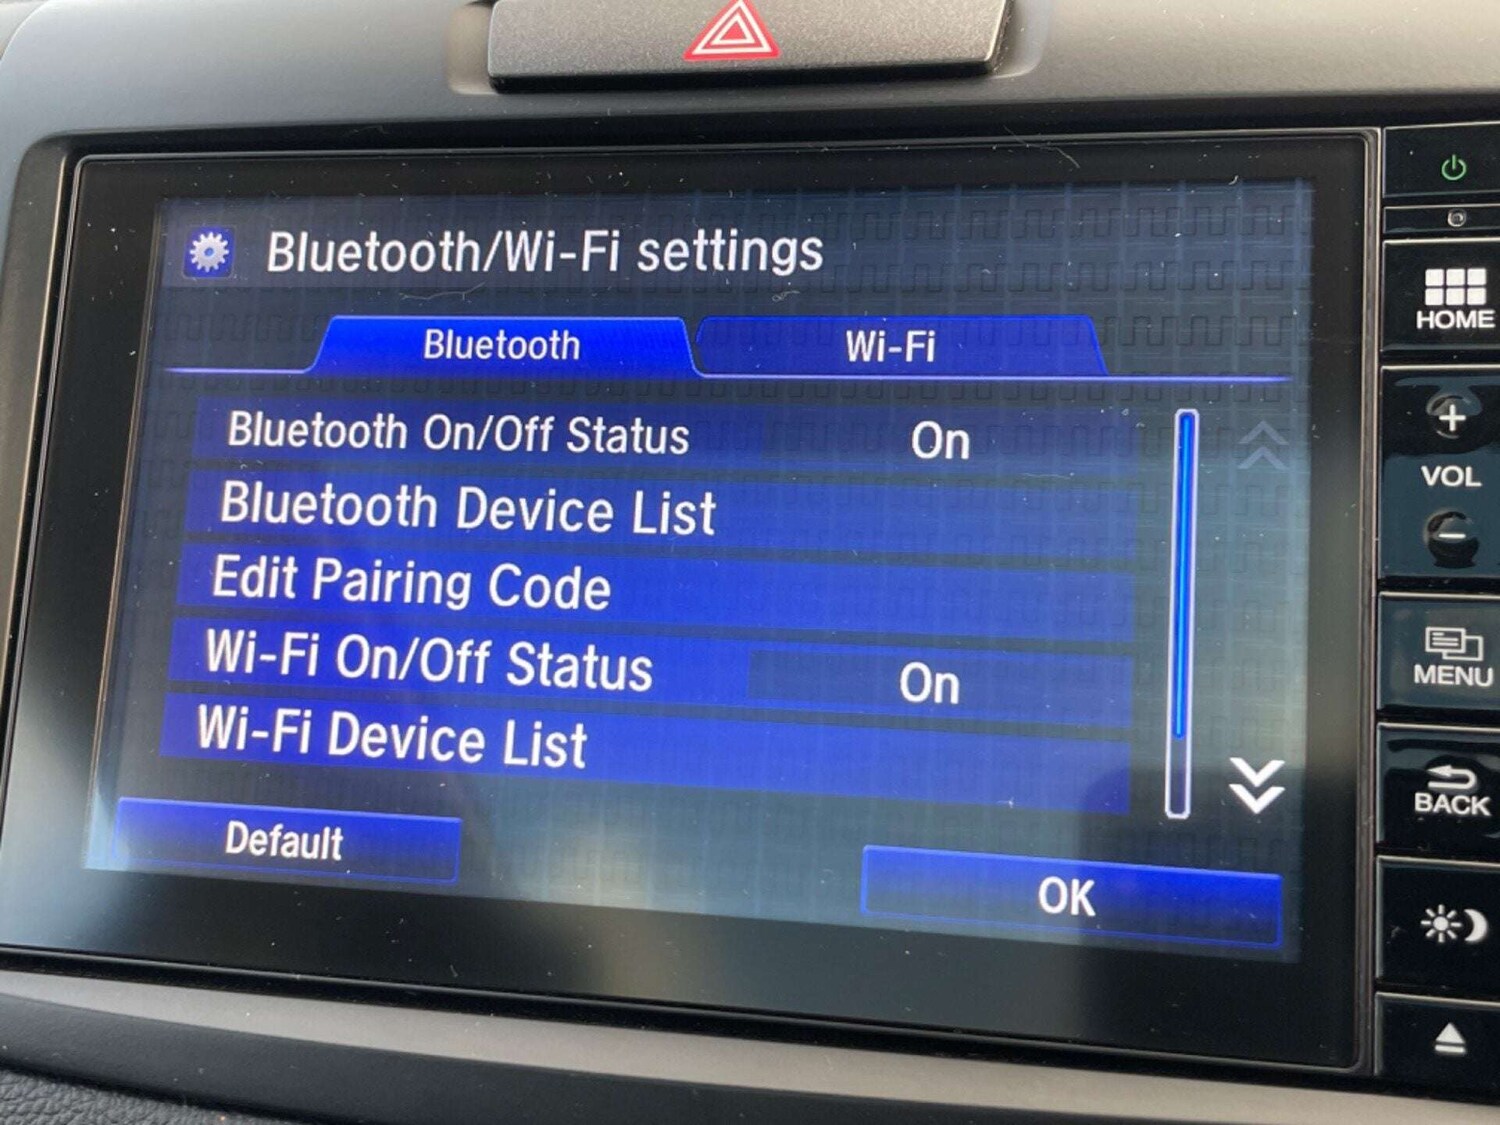 Bluetooth/Wi-Fi settings
Bluetooth Wi-Fi
Bluetooth On/Off Status On
Bluetooth Device List
Edit Pairing Code
Wi-Fi On/Off Status On
Wi-Fi Device List
Default
OK
HOME
+
VOL
-
MENU
BACK